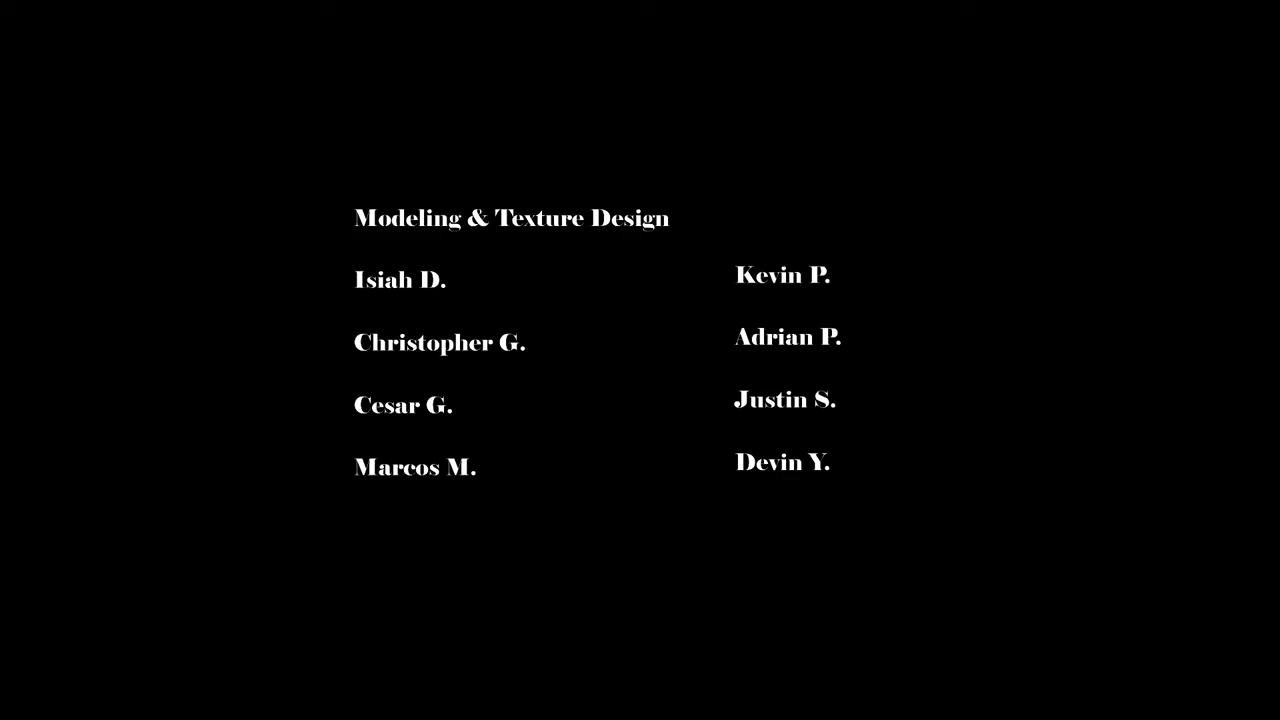 Modeling & Texture Design
Isiah D.
Christopher G.
Cesar G.
Marcos M.
Kevin P.
Adrian P.
Justin S.
Devin Y.